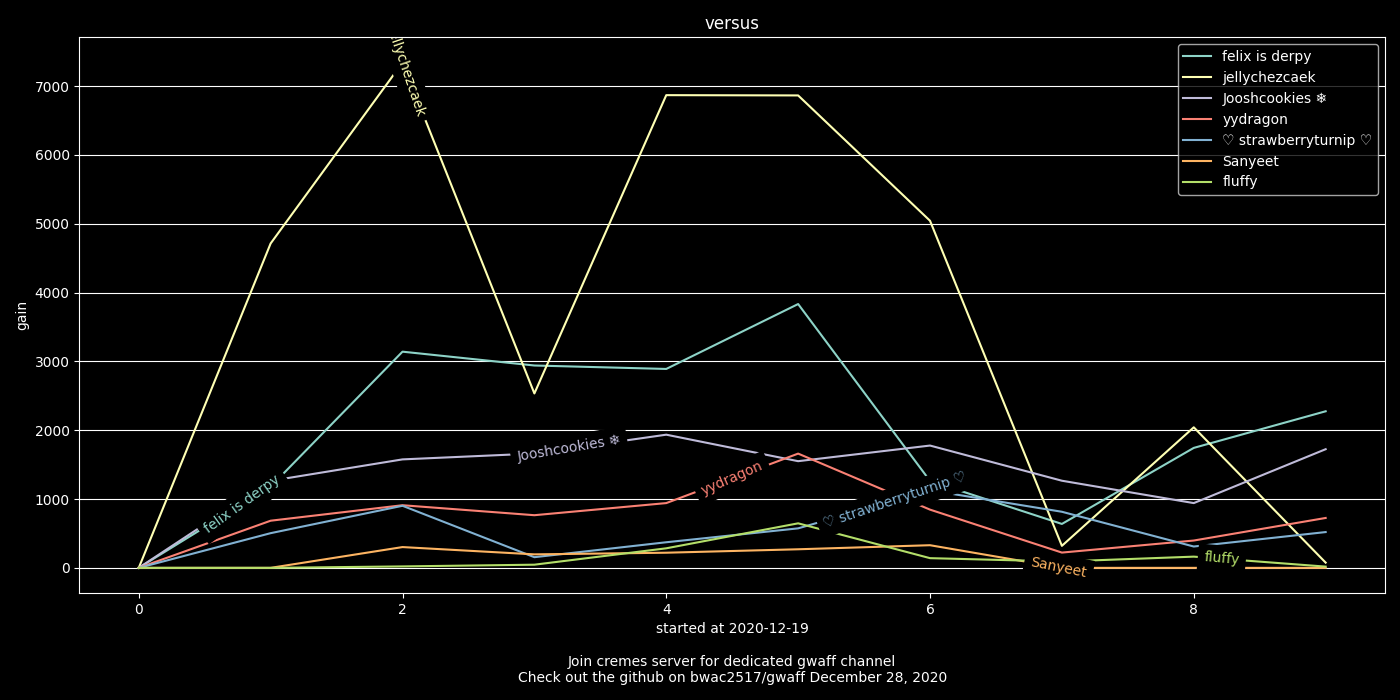 versus
7000
6000
5000
4000
3000
2000
1000
0
gain
felix is derpy
jellychezcaek
Jooshcookies ❄
yydragon
♡ strawberryturnip ♡
Sanyeet
fluffy
ellychezcaek
felix is derpy
Jooshcookies ❄
yydragon
♡ strawberryturnip ♡
Sanyeet
fluffy
0 2 4 6 8
started at 2020-12-19
Join cremes server for dedicated gwaff channel
Check out the github on bwac2517/gwaff December 28, 2020